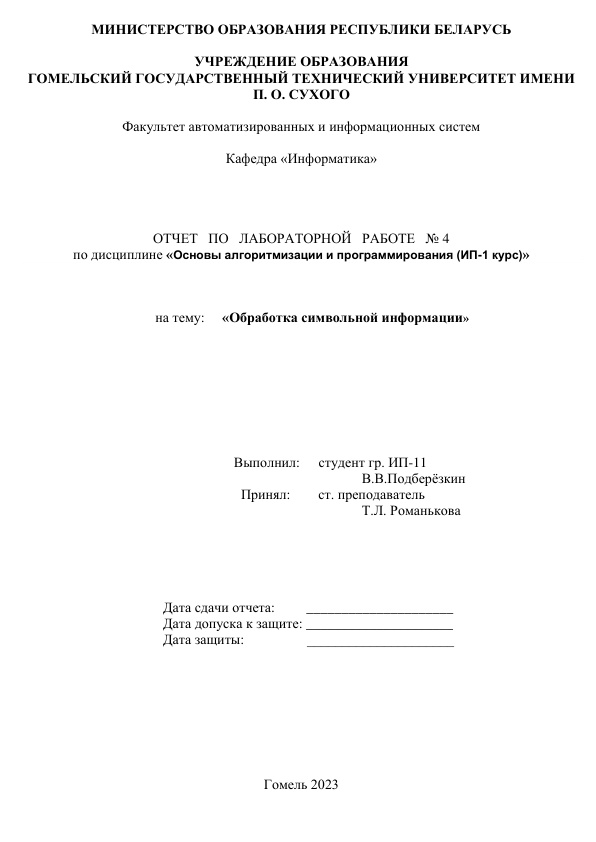 МИНИСТЕРСТВО ОБРАЗОВАНИЯ РЕСПУБЛИКИ БЕЛАРУСЬ
УЧРЕЖДЕНИЕ ОБРАЗОВАНИЯ
ГОМЕЛЬСКИЙ ГОСУДАРСТВЕННЫЙ ТЕХНИЧЕСКИЙ УНИВЕРСИТЕТ ИМЕНИ
П. О. СУХОГО
Факультет автоматизированных и информационных систем
Кафедра «Информатика»
ОТЧЕТ ПО ЛАБОРАТОРНОЙ РАБОТЕ № 4
по дисциплине «Основы алгоритмизации и программирования (ИП-1 курс)»
на тему: «Обработка символьной информации»
Выполнил: студент гр. ИП-11
В.В.Подберёзкин
Принял: ст. преподаватель
Т.Л. Романькова
Дата сдачи отчета: _____________________
Дата допуска к защите: _____________________
Дата защиты: _____________________
Гомель 2023